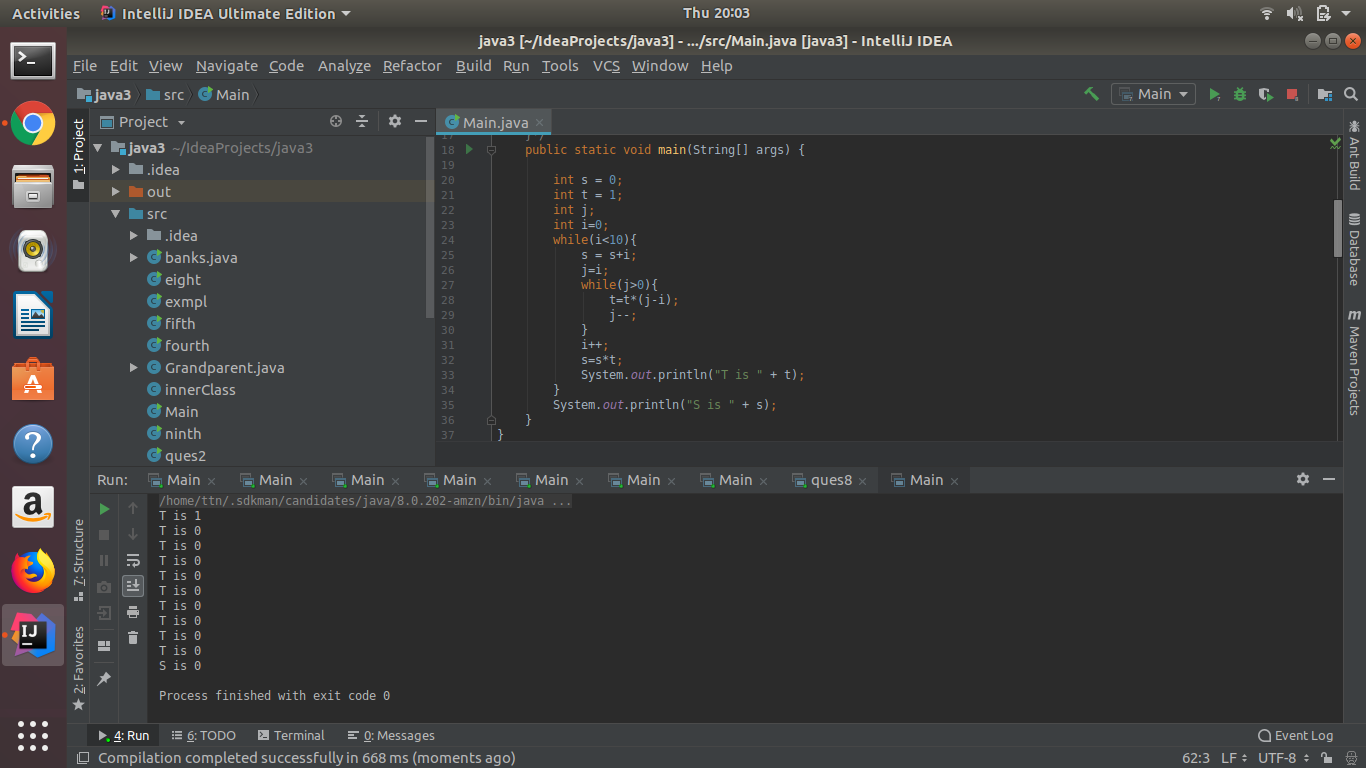 Activities IntelliJ IDEA Ultimate Edition Thu 20:03
java3 [~/IdeaProjects/java3] - .../src/Main.java [java3] - IntelliJ IDEA
File Edit View Navigate Code Analyze Refactor Build Run Tools VCS Window Help
java3 src Main Main
1: Project
Project
java3 ~/IdeaProjects/java3
.idea
out
src
.idea
banks.java
eight
exmpl
fifth
fourth
Grandparent.java
innerClass
Main
ninth
ques2
Main.java
18 public static void main(String[] args) {
19
20 int s = 0;
21 int t = 1;
22 int j;
23 int i=0;
24 while(i<10){
25 s = s+i;
26 j=i;
27 while(j>0){
28 t=t*(j-i);
29 j--;
30 }
31 i++;
32 s=s*t;
33 System.out.println("T is " + t);
34 }
35 System.out.println("S is " + s);
36 }
37 }
Ant Build
Database
m Maven Projects
Run: Main Main Main Main Main Main Main ques8 Main
/home/ttn/.sdkman/candidates/java/8.0.202-amzn/bin/java ...
T is 1
T is 0
T is 0
T is 0
T is 0
T is 0
T is 0
T is 0
T is 0
T is 0
S is 0
Process finished with exit code 0
7: Structure
2: Favorites
4: Run 6: TODO Terminal 0: Messages Event Log
Compilation completed successfully in 668 ms (moments ago) 62:3 LF UTF-8